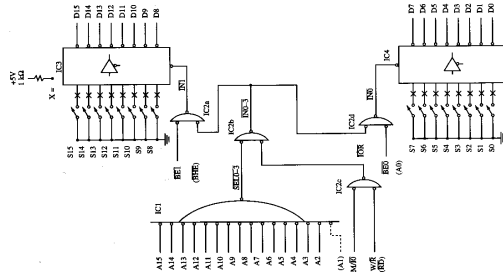 D15
D14
D13
D12
D11
D10
D9
D8
+5V
1 kΩ
X =
IC3
S15
S14
S13
S12
S11
S10
S9
S8
IN1
IC2a
BE1
(BHE)
IC2b
IN0–3
SEL0–3
IC1
A15
A14
A13
A12
A11
A10
A9
A8
A7
A6
A5
A4
A3
A2
(A1)
M/IO
W/R
(RD)
IC2c
IOR
BE0
(A0)
IC2d
IN0
IC4
D7
D6
D5
D4
D3
D2
D1
D0
S7
S6
S5
S4
S3
S2
S1
S0